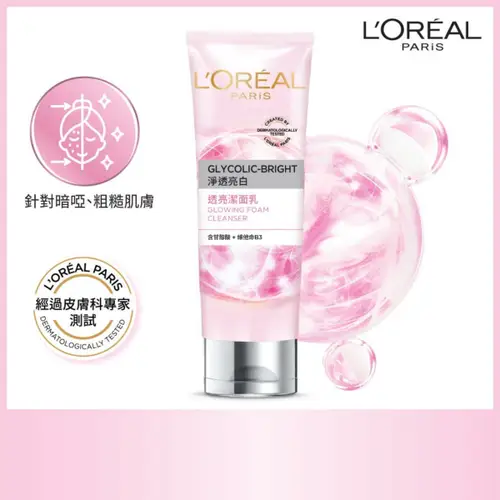 L'ORÉAL
PARIS
L'ORÉAL
PARIS
CREATED BY
DERMATOLOGICALLY
TESTED
L'ORÉAL PARIS
GLYCOLIC-BRIGHT
淨透亮白
透亮潔面乳
GLOWING FOAM
CLEANSER
含甘醇酸 + 維他命B3
針對暗啞、粗糙肌膚
L'ORÉAL PARIS
經過皮膚科專家
測試
DERMATOLOGICALLY TESTED